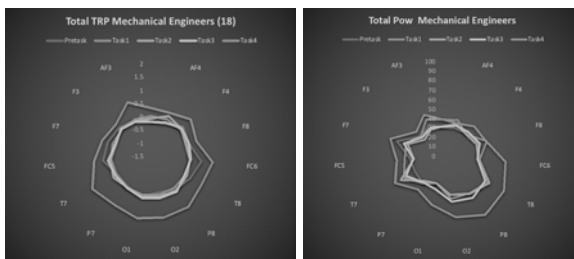 Total TRP Mechanical Engineers (18)
Pretask Task1 Task2 Task3 Task4
AF3 AF4
F3 F4
F7 F8
FC5 FC6
T7 T8
P7 P8
O1 O2
2
1.5
1
0.5
-0.5
-1
-1.5
Total Pow Mechanical Engineers
Pretask Task1 Task2 Task3 Task4
AF3 AF4
F3 F4
F7 F8
FC5 FC6
T7 T8
P7 P8
O1 O2
100
90
80
70
60
50
20
10
0